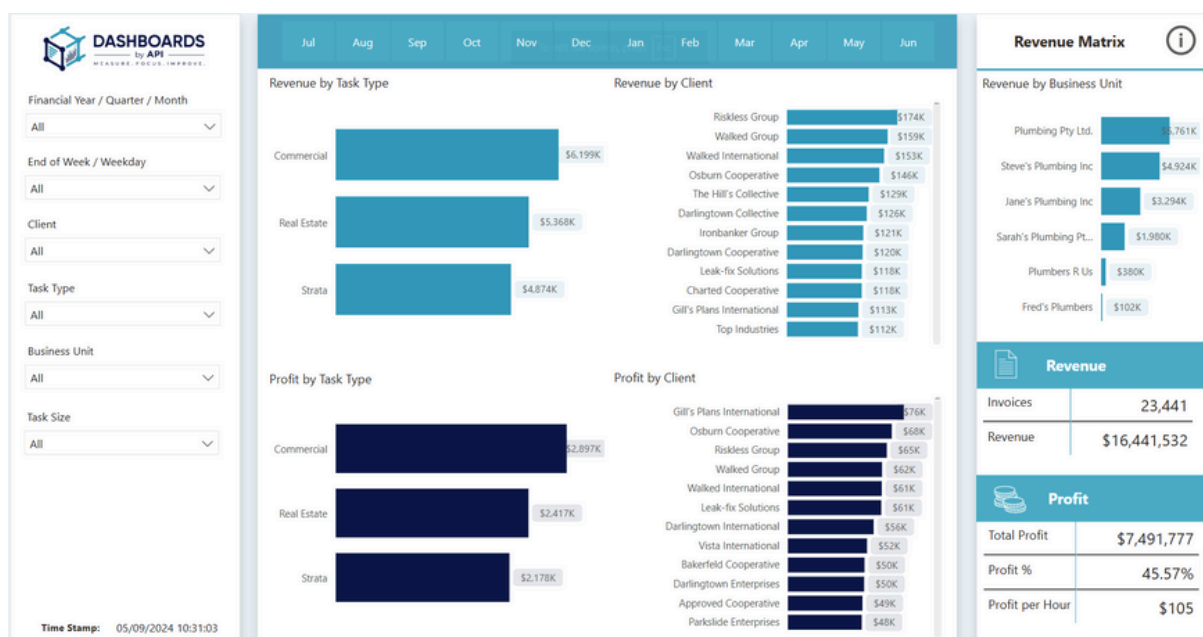 DASHBOARDS
by API
MEASURE. FOCUS. IMPROVE.
Financial Year / Quarter / Month
All
End of Week / Weekday
All
Client
All
Task Type
All
Business Unit
All
Task Size
All
Time Stamp: 05/09/2024 10:31:03
Jul Aug Sep Oct Nov Dec Jan Feb Mar Apr May Jun
Revenue by Task Type
Commercial $6,199K
Real Estate $5,368K
Strata $4,874K
Revenue by Client
Riskless Group $174K
Walked Group $159K
Walked International $153K
Osburn Cooperative $146K
The Hill's Collective $129K
Darlingtown Collective $126K
Ironbanker Group $121K
Darlingtown Cooperative $120K
Leak-fix Solutions $118K
Charted Cooperative $118K
Gill's Plans International $113K
Top Industries $112K
Profit by Task Type
Commercial $2,897K
Real Estate $2,417K
Strata $2,178K
Profit by Client
Gill's Plans International $76K
Osburn Cooperative $68K
Riskless Group $65K
Walked Group $62K
Walked International $61K
Leak-fix Solutions $61K
Darlingtown International $56K
Vista International $52K
Bakerfeld Cooperative $50K
Darlingtown Enterprises $50K
Approved Cooperative $49K
Parkslide Enterprises $48K
Revenue Matrix i
Revenue by Business Unit
Plumbing Pty Ltd. $5,761K
Steve's Plumbing Inc $4,924K
Jane's Plumbing Inc $3,294K
Sarah's Plumbing Pt... $1,980K
Plumbers R Us $380K
Fred's Plumbers $102K
Revenue
Invoices 23,441
Revenue $16,441,532
Profit
Total Profit $7,491,777
Profit % 45.57%
Profit per Hour $105